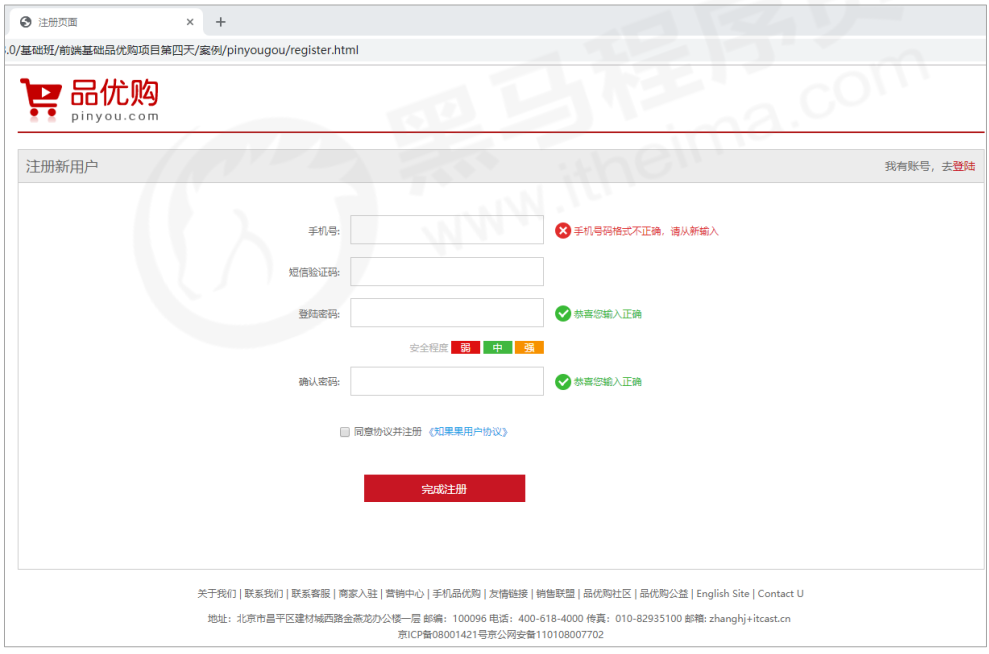 注册页面
.0/基础班/前端基础品优购项目第四天/案例/pinyougou/register.html
品优购
pinyou.com
注册新用户
我有账号，去登陆
手机号:
手机号码格式不正确，请从新输入
短信验证码:
登陆密码:
恭喜您输入正确
安全程度 弱 中 强
确认密码:
恭喜您输入正确
同意协议并注册 《知果果用户协议》
完成注册
关于我们 | 联系我们 | 联系客服 | 商家入驻 | 营销中心 | 手机品优购 | 友情链接 | 销售联盟 | 品优购社区 | 品优购公益 | English Site | Contact U
地址：北京市昌平区建材城西路金燕龙办公楼一层 邮编：100096 电话：400-618-4000 传真：010-82935100 邮箱: zhanghj+itcast.cn
京ICP备08001421号京公网安备110108007702
黑马程序员
www.itheima.com